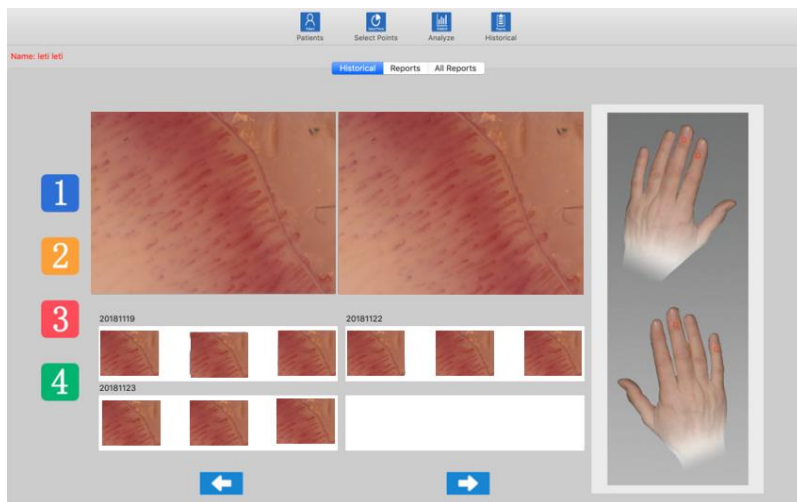 Patients Select Points Analyze Historical
Name: leti leti
Historical Reports All Reports
1
2
3
4
20181119 20181122
20181123